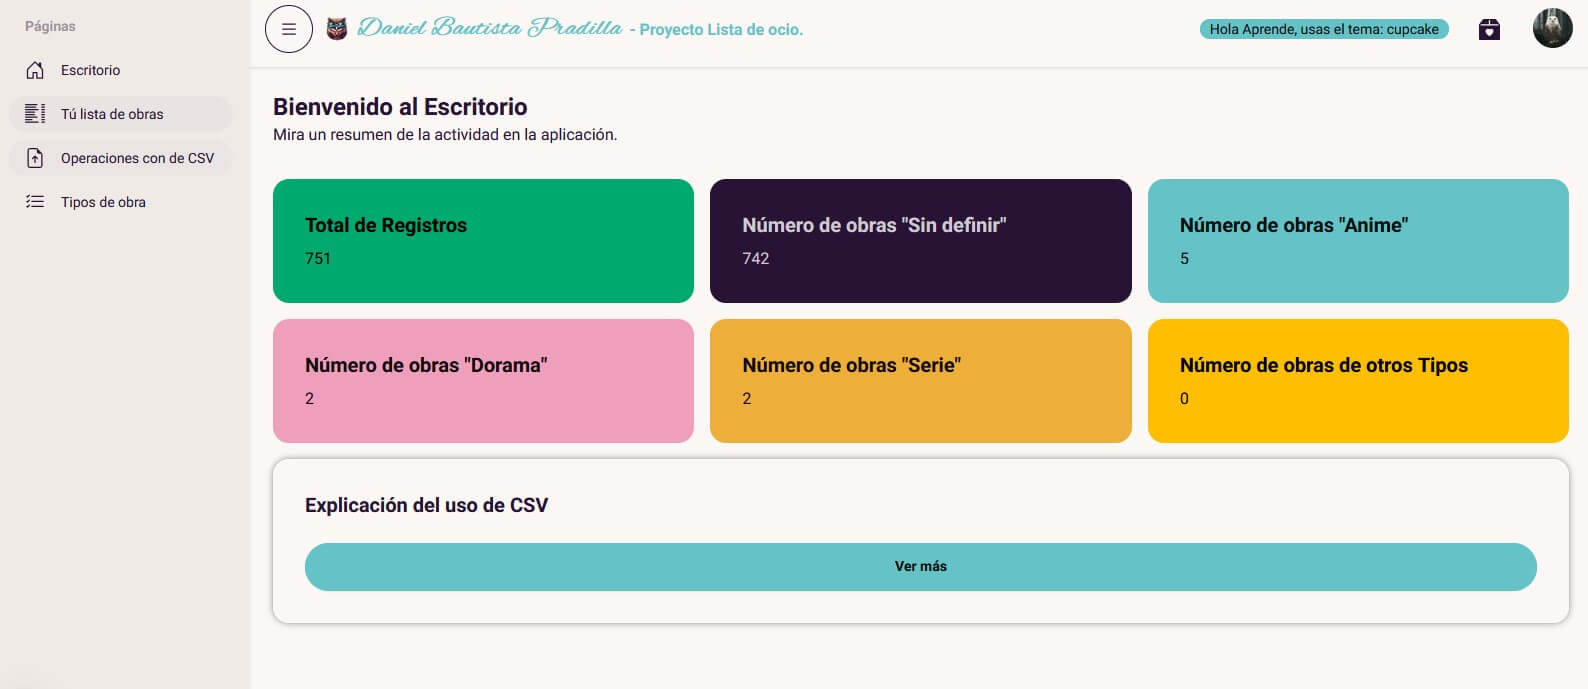 Páginas
Escritorio
Tú lista de obras
Operaciones con de CSV
Tipos de obra
Daniel Bautista Pradilla - Proyecto Lista de ocio.
Hola Aprende, usas el tema: cupcake
Bienvenido al Escritorio
Mira un resumen de la actividad en la aplicación.
Total de Registros
751
Número de obras "Sin definir"
742
Número de obras "Anime"
5
Número de obras "Dorama"
2
Número de obras "Serie"
2
Número de obras de otros Tipos
0
Explicación del uso de CSV
Ver más